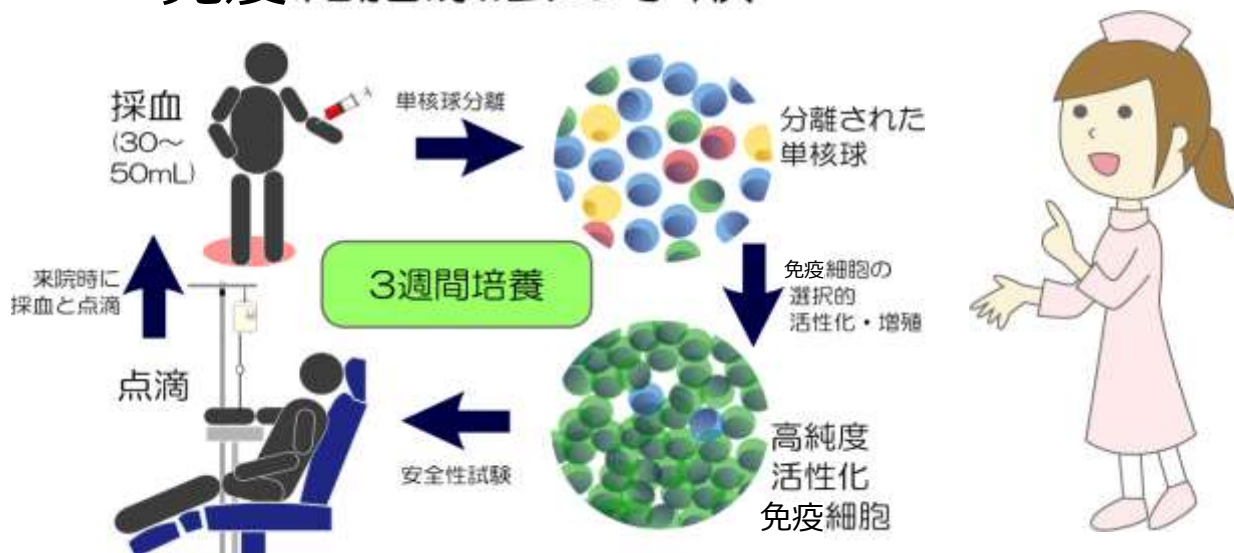 採血
(30～
50mL)
単核球分離
分離された
単核球
免疫細胞の
選択的
活性化・増殖
3週間培養
来院時に
採血と点滴
点滴
安全性試験
高純度
活性化
免疫細胞